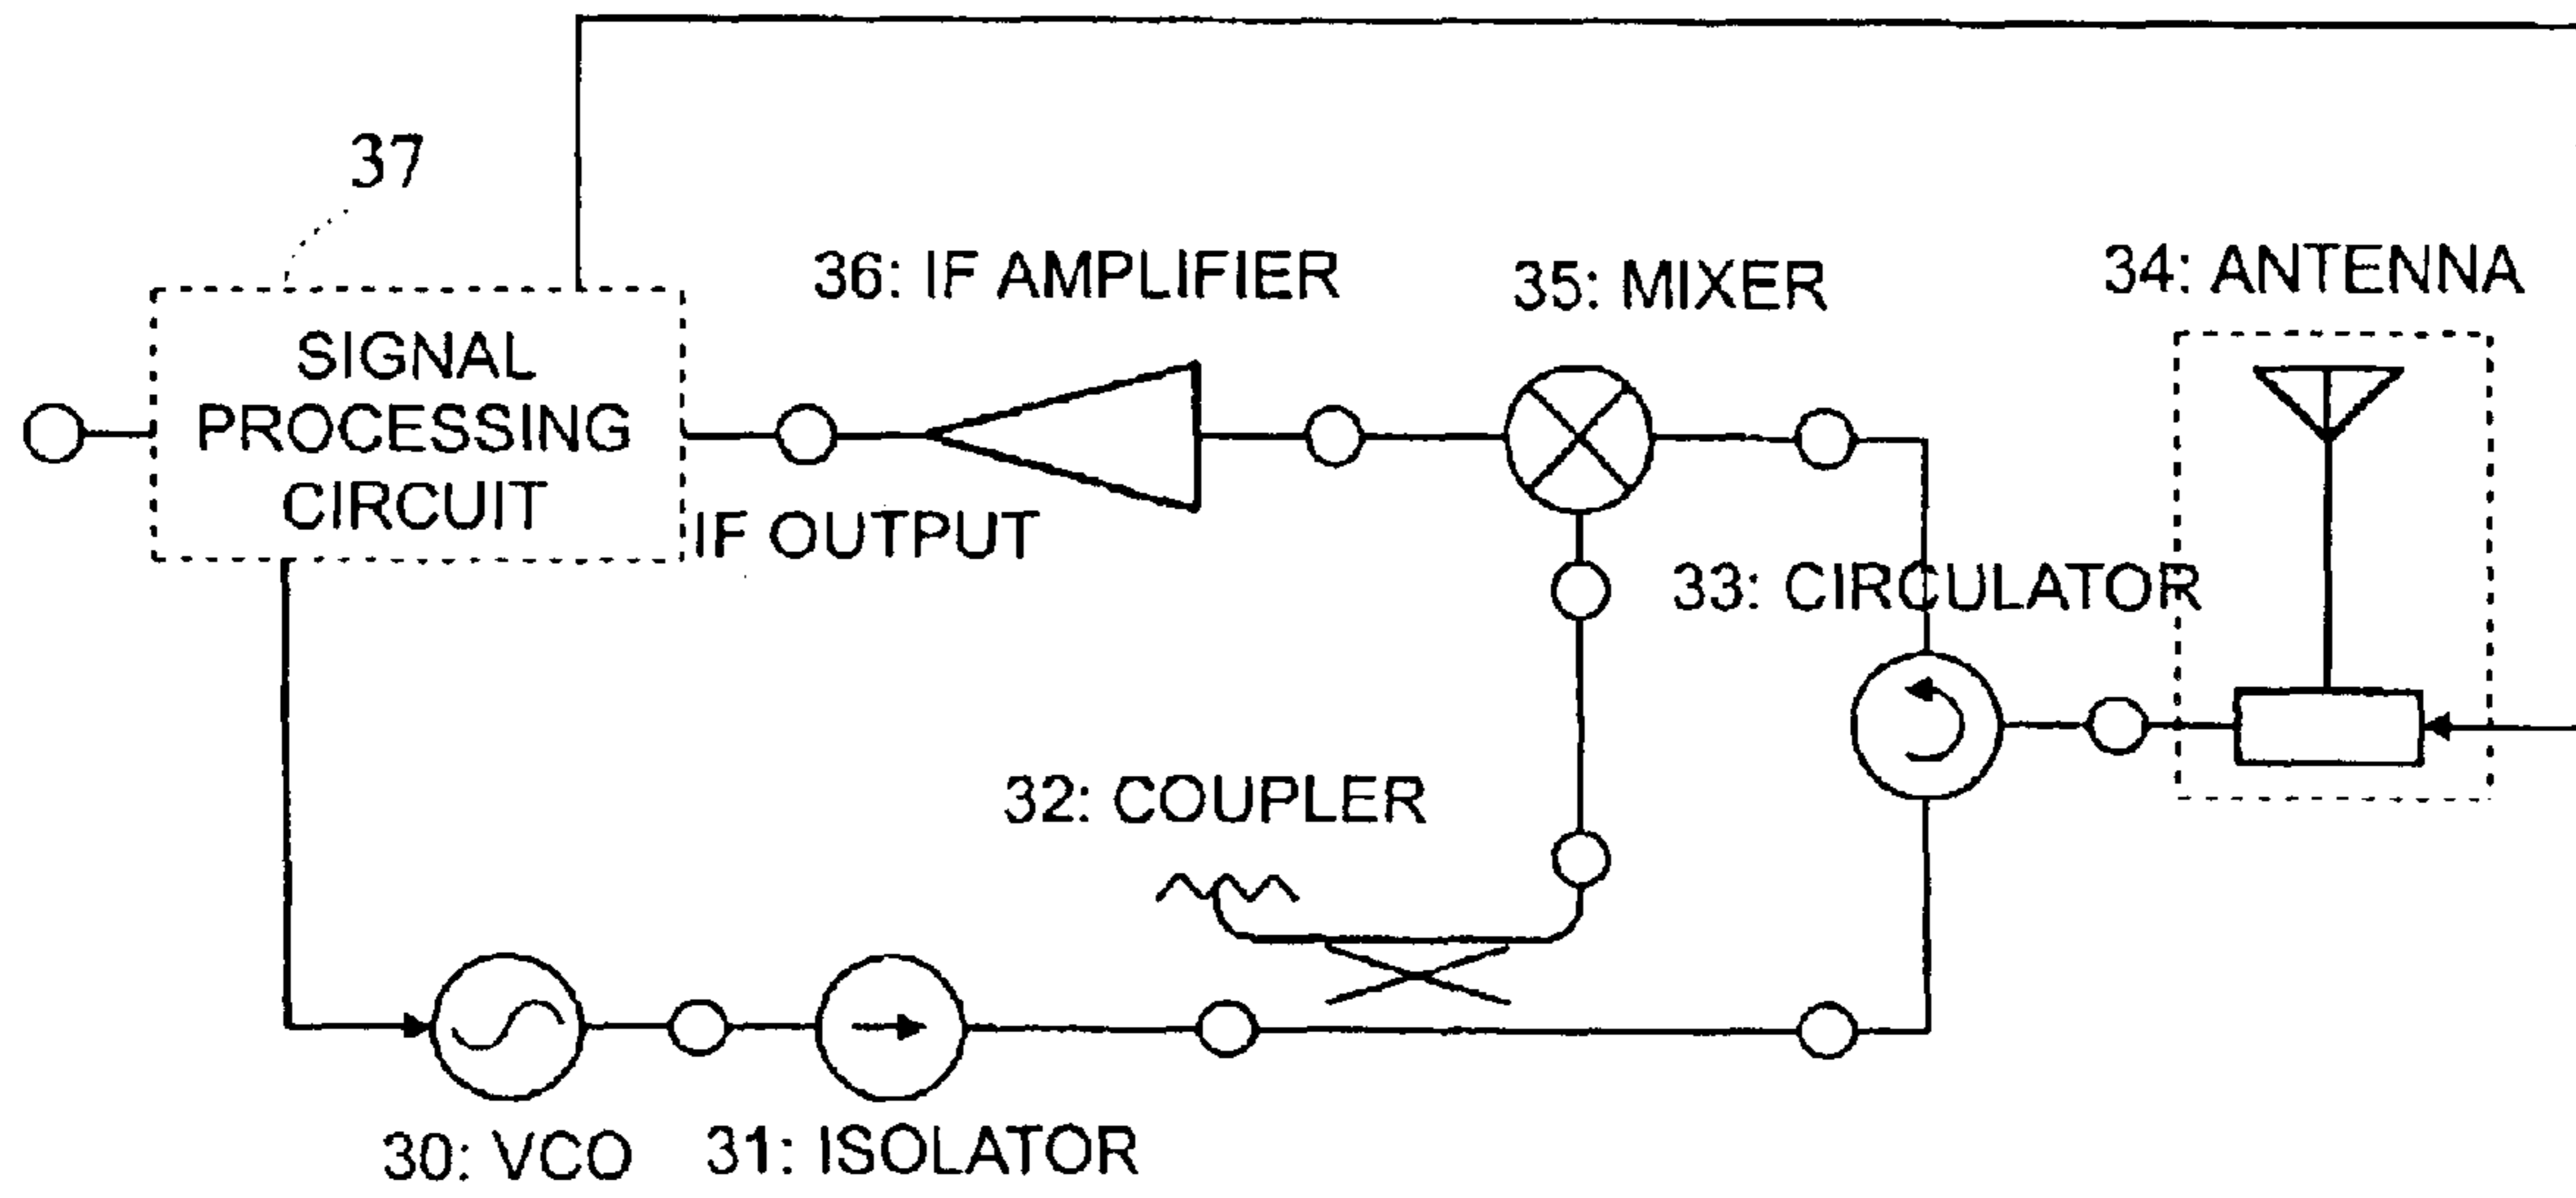 37
36: IF AMPLIFIER
35: MIXER
34: ANTENNA
SIGNAL
PROCESSING
CIRCUIT
IF OUTPUT
33: CIRCULATOR
32: COUPLER
30: VCO
31: ISOLATOR